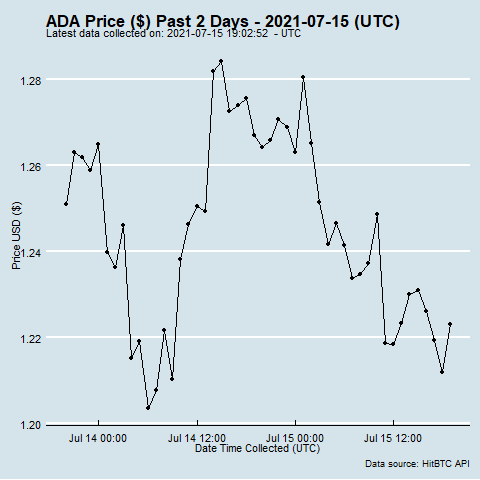 ADA Price ($) Past 2 Days - 2021-07-15 (UTC)
Latest data collected on: 2021-07-15 19:02:52 - UTC
1.28
1.26
1.24
1.22
1.20
Price USD ($)
Jul 14 00:00 Jul 14 12:00 Jul 15 00:00 Jul 15 12:00
Date Time Collected (UTC)
Data source: HitBTC API